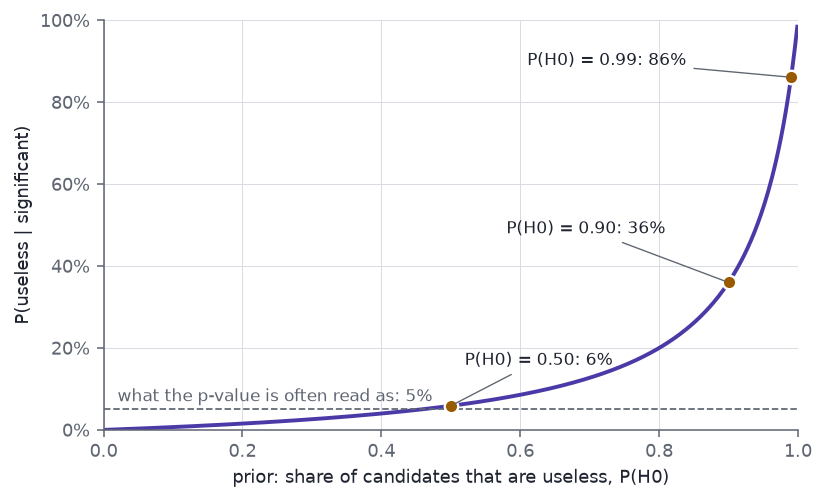 100%
P(H0) = 0.99: 86%
80%
60%
P(useless | significant)
P(H0) = 0.90: 36%
40%
P(H0) = 0.50: 6%
20%
what the p-value is often read as: 5%
0%
0.0 0.2 0.4 0.6 0.8 1.0
prior: share of candidates that are useless, P(H0)